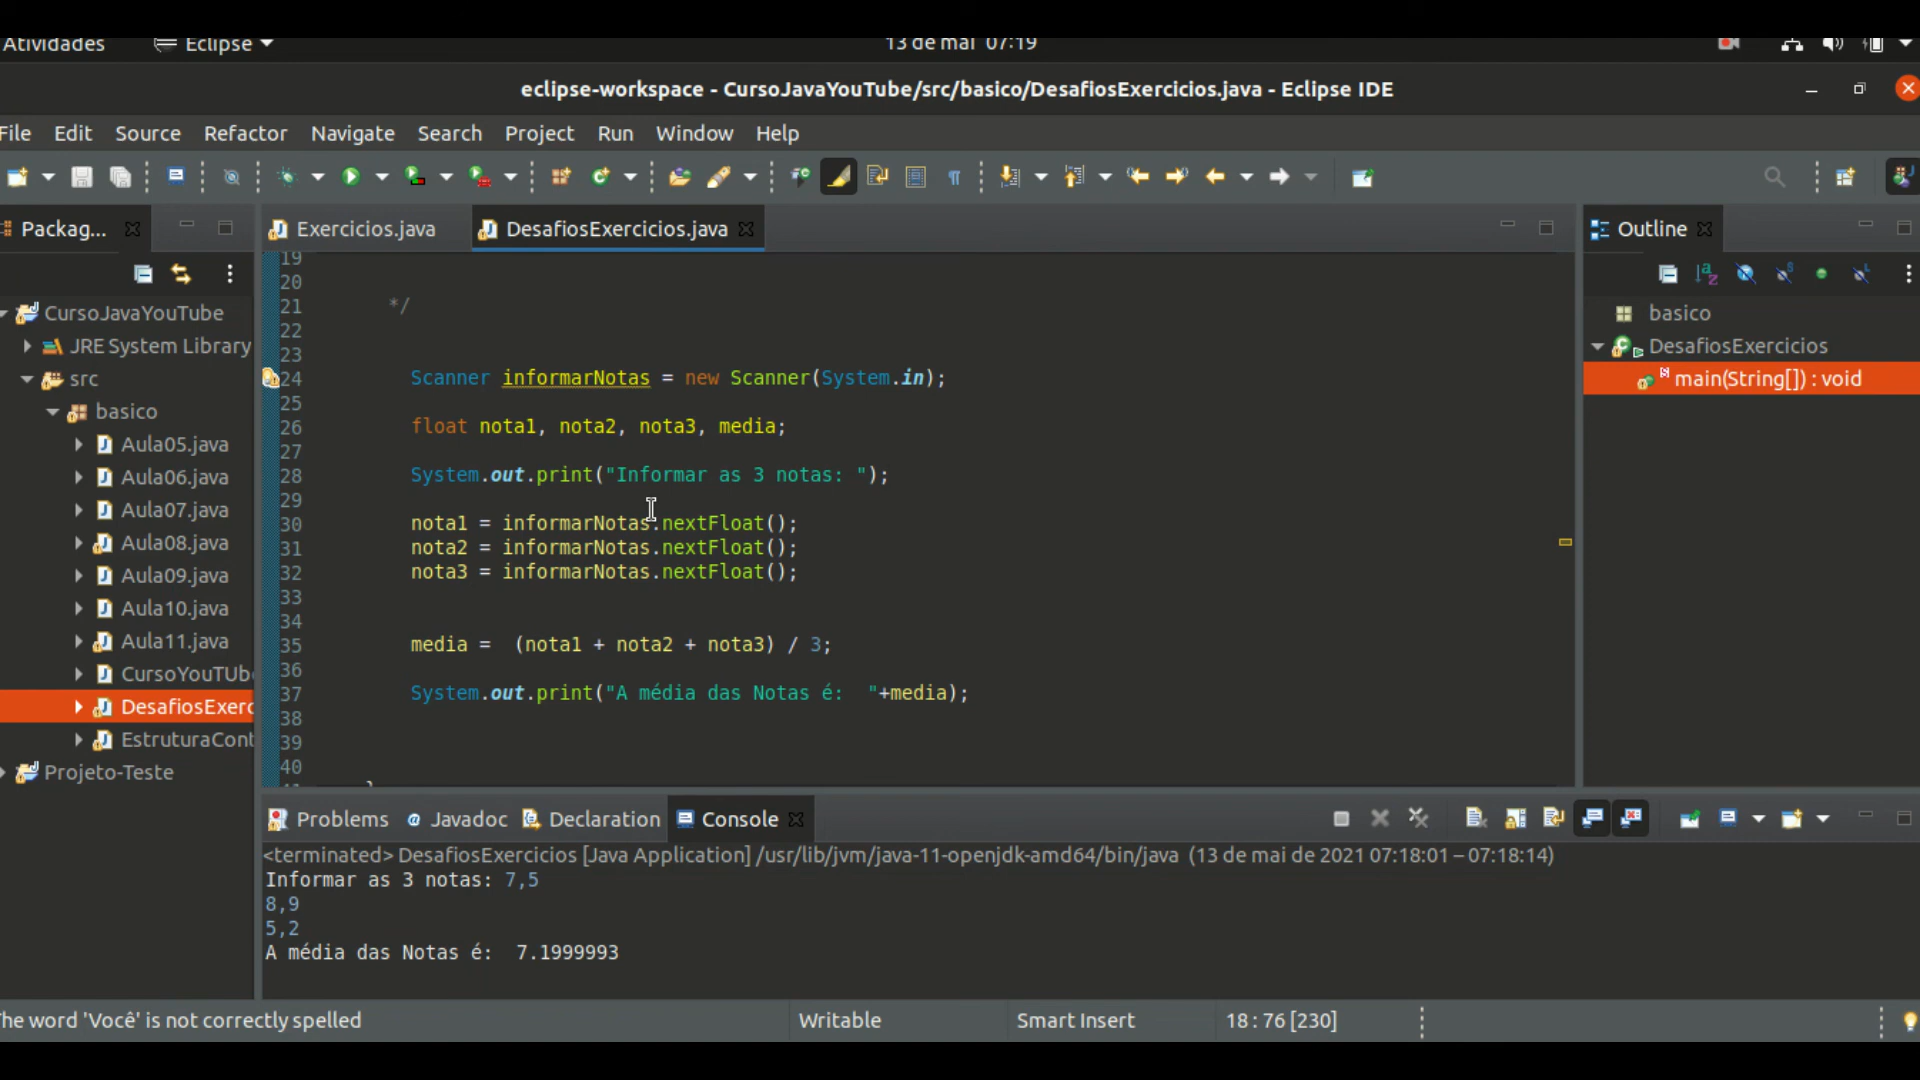 Atividades
Eclipse
13 de mai 07:19
eclipse-workspace - CursoJavaYouTube/src/basico/DesafiosExercicios.java - Eclipse IDE
File Edit Source Refactor Navigate Search Project Run Window Help
Packag...
Exercicios.java
DesafiosExercicios.java
Outline
CursoJavaYouTube
JRE System Library
src
basico
Aula05.java
Aula06.java
Aula07.java
Aula08.java
Aula09.java
Aula10.java
Aula11.java
CursoYouTUb
DesafiosExerc
EstruturaCont
Projeto-Teste
19
20
21 */
22
23
24 Scanner informarNotas = new Scanner(System.in);
25
26 float nota1, nota2, nota3, media;
27
28 System.out.print("Informar as 3 notas: ");
29
30 nota1 = informarNotas.nextFloat();
31 nota2 = informarNotas.nextFloat();
32 nota3 = informarNotas.nextFloat();
33
34
35 media =  (nota1 + nota2 + nota3) / 3;
36
37 System.out.print("A média das Notas é:  "+media);
38
39
40
basico
DesafiosExercicios
main(String[]) : void
Problems
Javadoc
Declaration
Console
<terminated> DesafiosExercicios [Java Application] /usr/lib/jvm/java-11-openjdk-amd64/bin/java (13 de mai de 2021 07:18:01 – 07:18:14)
Informar as 3 notas: 7,5
8,9
5,2
A média das Notas é:  7.1999993
he word 'Você' is not correctly spelled
Writable
Smart Insert
18 : 76 [230]